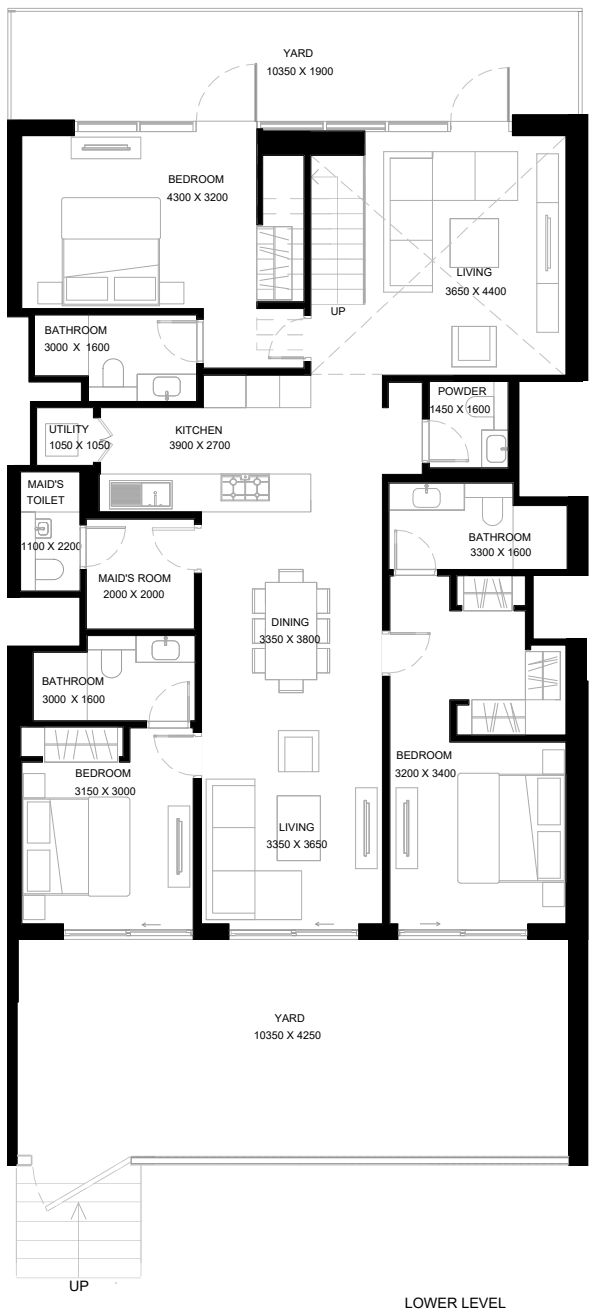 YARD
10350 X 1900
BEDROOM
4300 X 3200
LIVING
3650 X 4400
UP
BATHROOM
3000 X 1600
POWDER
1450 X 1600
UTILITY
1050 X 1050
KITCHEN
3900 X 2700
MAID'S
TOILET
1100 X 2200
BATHROOM
3300 X 1600
MAID'S ROOM
2000 X 2000
DINING
3350 X 3800
BATHROOM
3000 X 1600
BEDROOM
3150 X 3000
BEDROOM
3200 X 3400
LIVING
3350 X 3650
YARD
10350 X 4250
UP
LOWER LEVEL